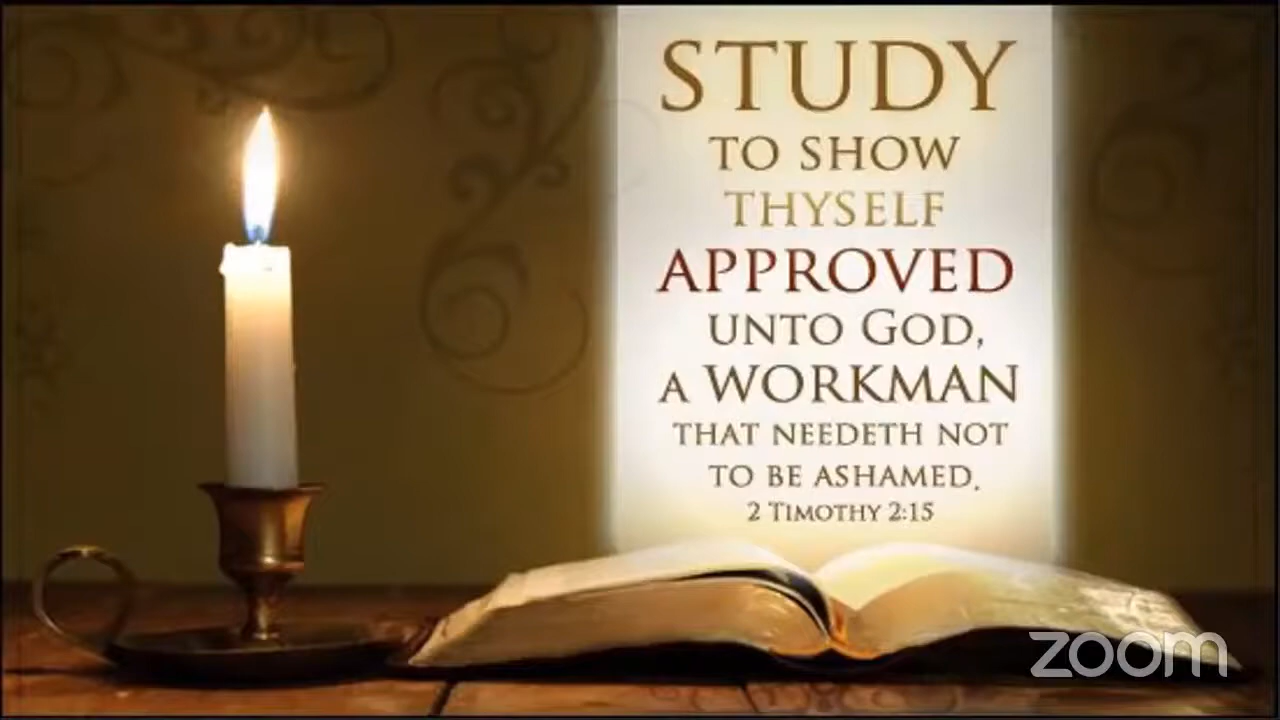 STUDY
TO SHOW
THYSELF
APPROVED
UNTO GOD,
A WORKMAN
THAT NEEDETH NOT
TO BE ASHAMED.
2 TIMOTHY 2:15
zoom